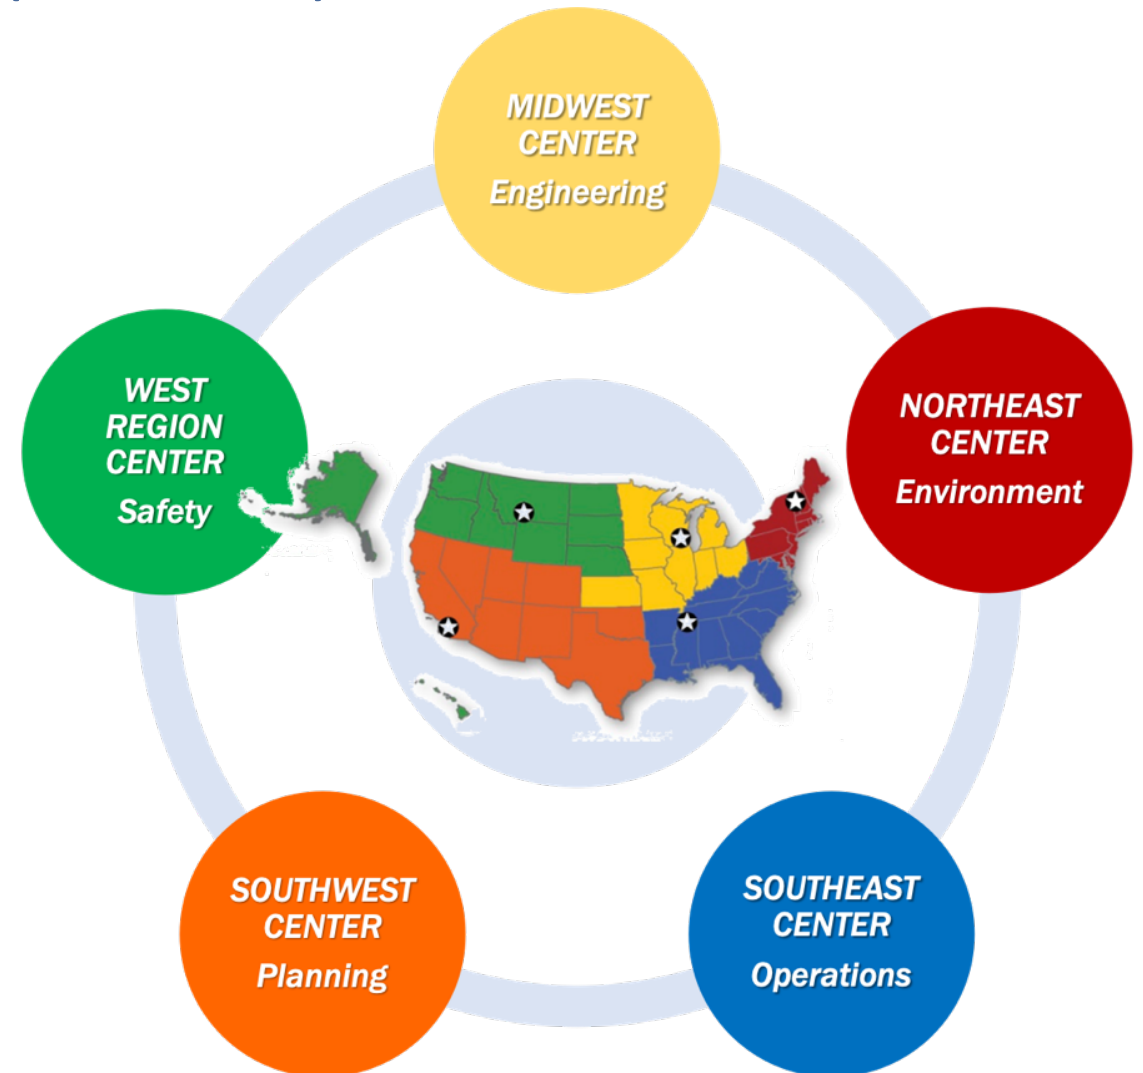 MIDWEST
CENTER
Engineering
WEST
REGION
CENTER
Safety
NORTHEAST
CENTER
Environment
SOUTHWEST
CENTER
Planning
SOUTHEAST
CENTER
Operations